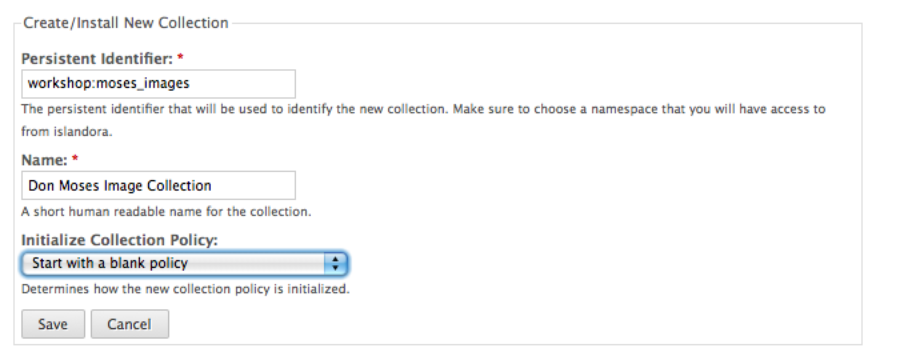 Create/Install New Collection
Persistent Identifier: *
workshop:moses_images
The persistent identifier that will be used to identify the new collection. Make sure to choose a namespace that you will have access to
from islandora.
Name: *
Don Moses Image Collection
A short human readable name for the collection.
Initialize Collection Policy:
Start with a blank policy
Determines how the new collection policy is initialized.
Save Cancel